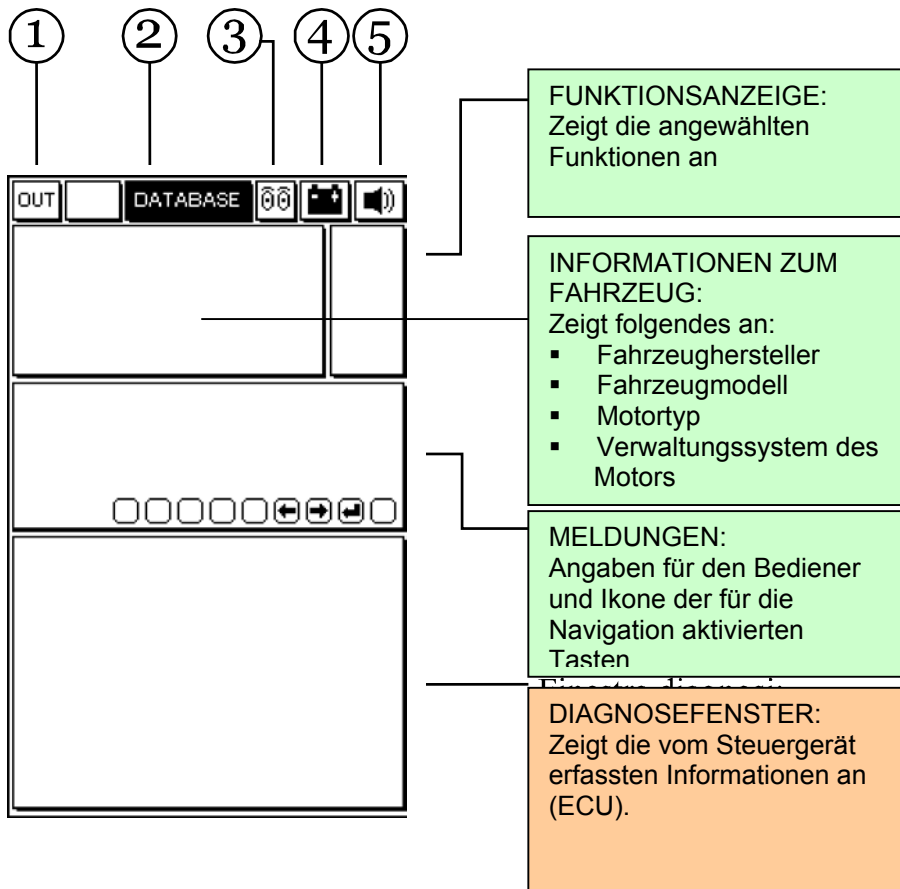 1 2 3 4 5
OUT DATABASE
FUNKTIONSANZEIGE:
Zeigt die angewählten
Funktionen an
INFORMATIONEN ZUM
FAHRZEUG:
Zeigt folgendes an:
▪ Fahrzeughersteller
▪ Fahrzeugmodell
▪ Motortyp
▪ Verwaltungssystem des
Motors
MELDUNGEN:
Angaben für den Bediener
und Ikone der für die
Navigation aktivierten
Tasten
DIAGNOSEFENSTER:
Zeigt die vom Steuergerät
erfassten Informationen an
(ECU).